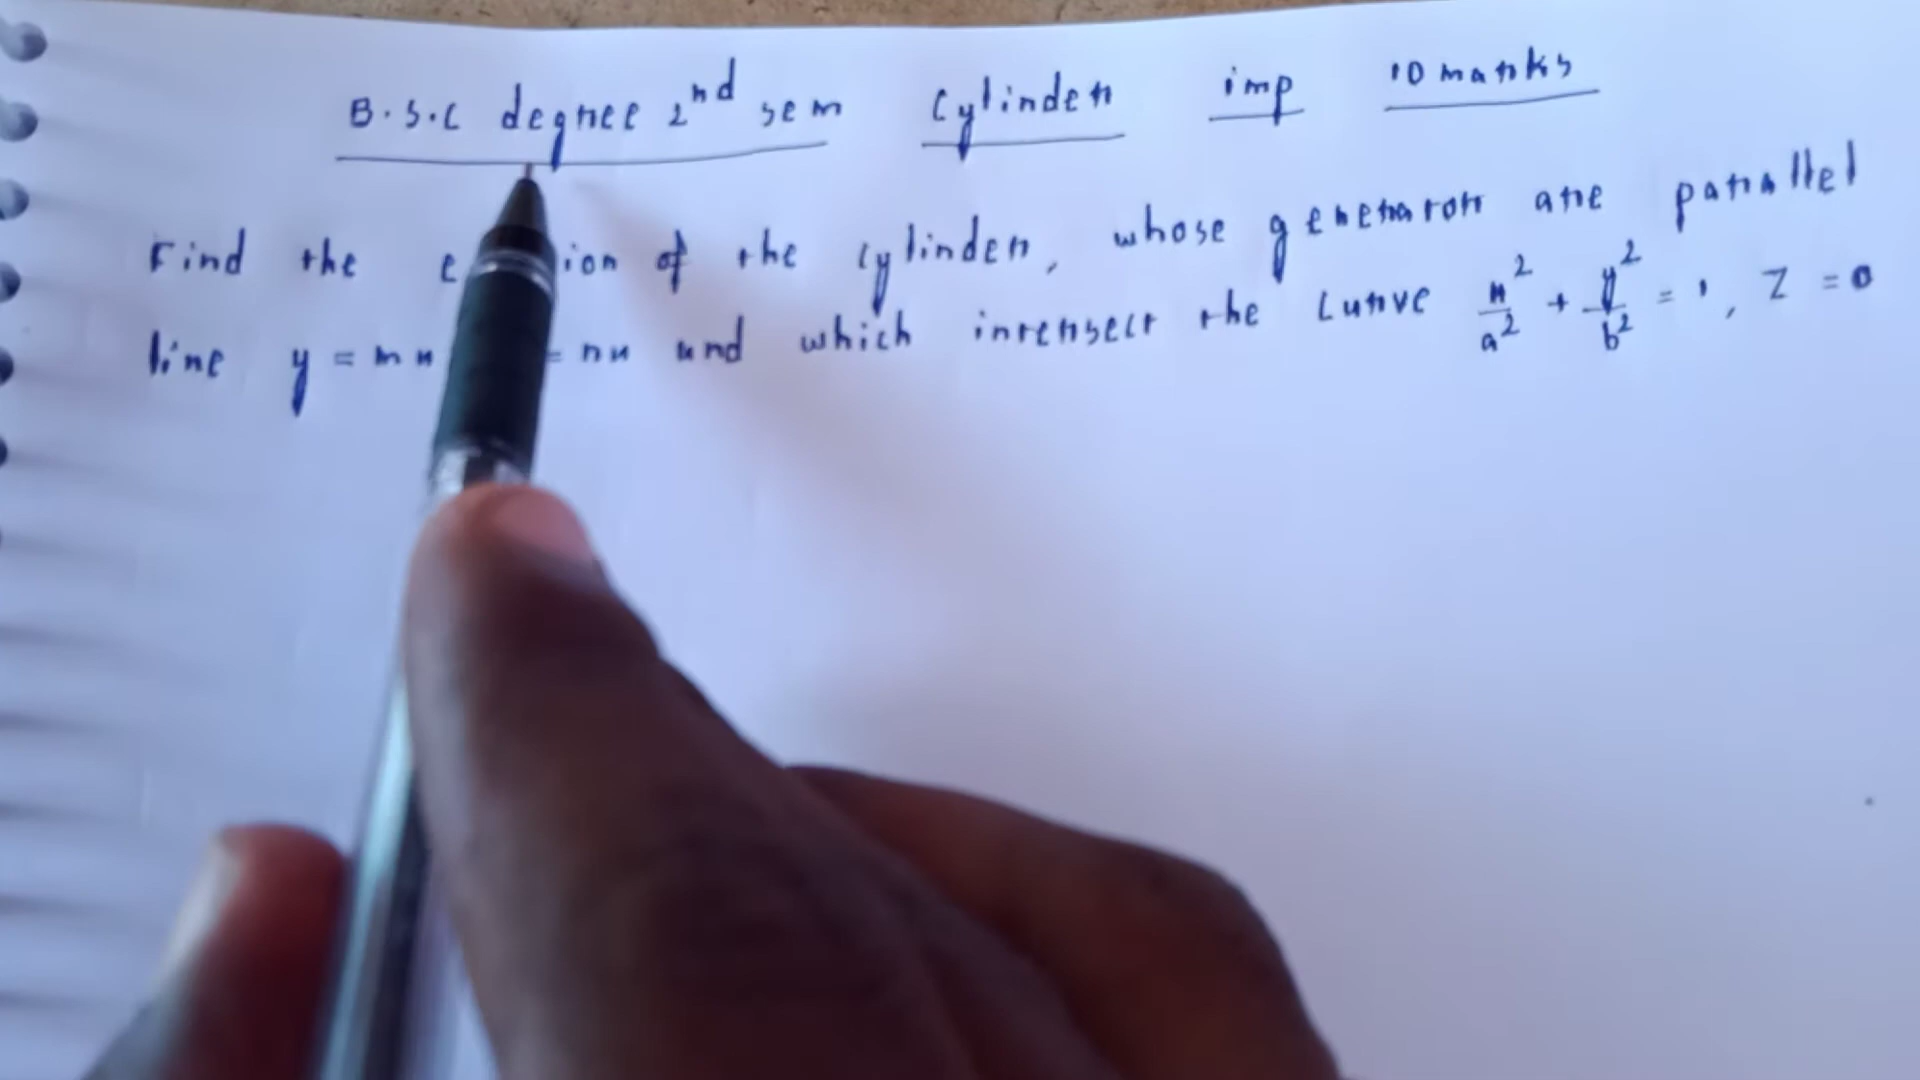 B.S.C degree 2nd sem Cylinder imp 10 marks
Find the of the cylinder, whose generators are parallel
line y = mx = nx and which intersect the curve x²/a² + y²/b² = 1, Z = 0